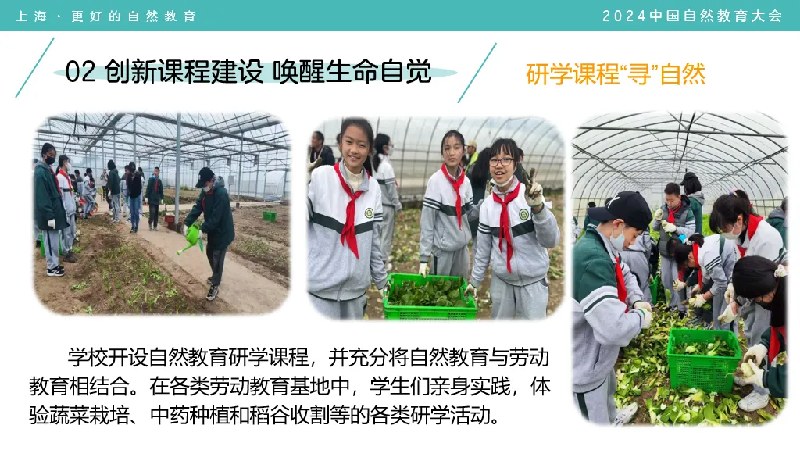 上海·更好的自然教育
2024中国自然教育大会
02 创新课程建设 唤醒生命自觉
研学课程“寻”自然
学校开设自然教育研学课程，并充分将自然教育与劳动
教育相结合。在各类劳动教育基地中，学生们亲身实践，体
验蔬菜栽培、中药种植和稻谷收割等的各类研学活动。